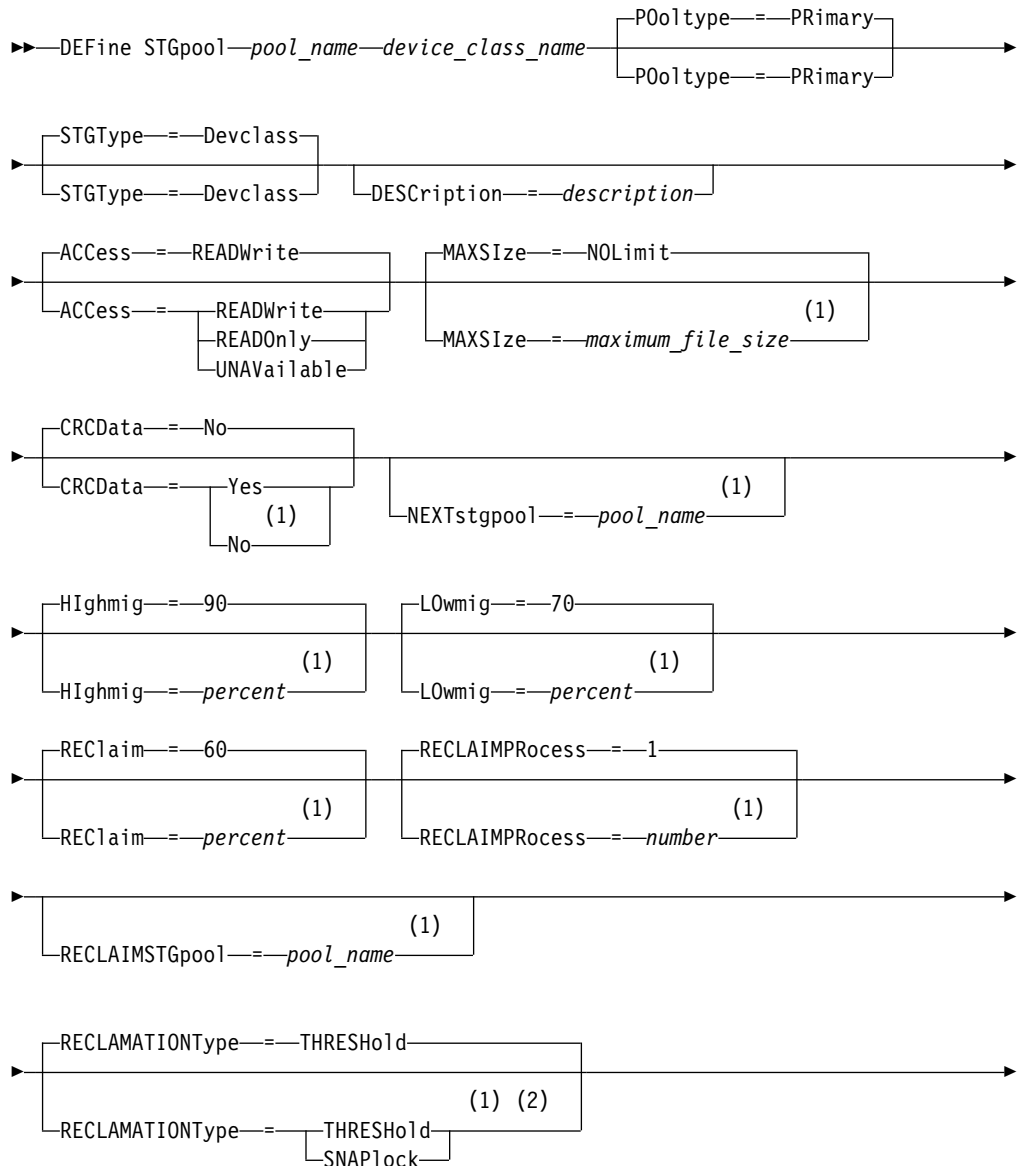 POoltype = PRimary
DEFine STGpool pool_name device_class_name
POoltype = PRimary
STGType = Devclass
STGType = Devclass
DESCription = description
ACCess = READWrite
MAXSIze = NOLimit
(1)
ACCess = READWrite
MAXSIze = maximum_file_size
READOnly
UNAVailable
CRCData = No
CRCData = Yes
(1)
(1)
NEXTstgpool = pool_name
No
HIghmig = 90
LOwmig = 70
(1)
(1)
HIghmig = percent
LOwmig = percent
REClaim = 60
RECLAIMPRocess = 1
(1)
(1)
REClaim = percent
RECLAIMPRocess = number
(1)
RECLAIMSTGpool = pool_name
RECLAMATIONType = THRESHold
(1) (2)
RECLAMATIONType = THRESHold
SNAPlock